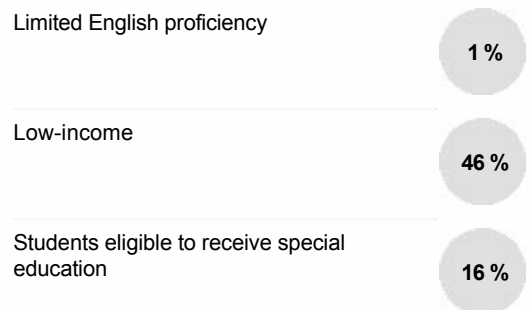 Limited English proficiency
1 %
Low-income
46 %
Students eligible to receive special
education
16 %